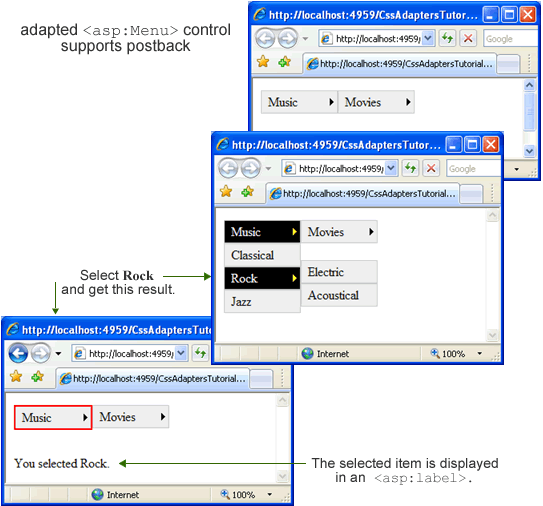 adapted <asp:Menu> control
supports postback
http://localhost:4959/CssAdaptersTutor...
http://localhost:4959/
Google
http://localhost:4959/CssAdaptersTutorial...
Music
Movies
http://localhost:4959/CssAdaptersTutor...
http://localhost:4959/
Google
http://localhost:4959/CssAdaptersTutorial...
Music
Movies
Classical
Rock
Electric
Jazz
Acoustical
Internet
100%
Select Rock
and get this result.
http://localhost:4959/CssAdaptersTu
http://localhost:4959/
http://localhost:4959/CssAdaptersTutorial...
Music
Movies
You selected Rock.
Internet
100%
The selected item is displayed
in an <asp:label>.